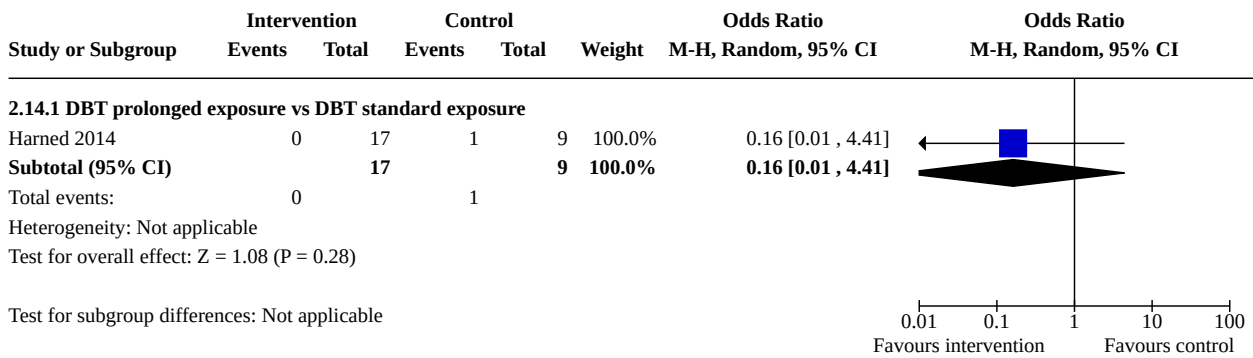 Intervention Control Odds Ratio Odds Ratio
Study or Subgroup Events Total Events Total Weight M-H, Random, 95% CI M-H, Random, 95% CI
2.14.1 DBT prolonged exposure vs DBT standard exposure
Harned 2014 0 17 1 9 100.0% 0.16 [0.01 , 4.41]
Subtotal (95% CI) 17 9 100.0% 0.16 [0.01 , 4.41]
Total events: 0 1
Heterogeneity: Not applicable
Test for overall effect: Z = 1.08 (P = 0.28)
Test for subgroup differences: Not applicable
0.01 0.1 1 10 100
Favours intervention Favours control